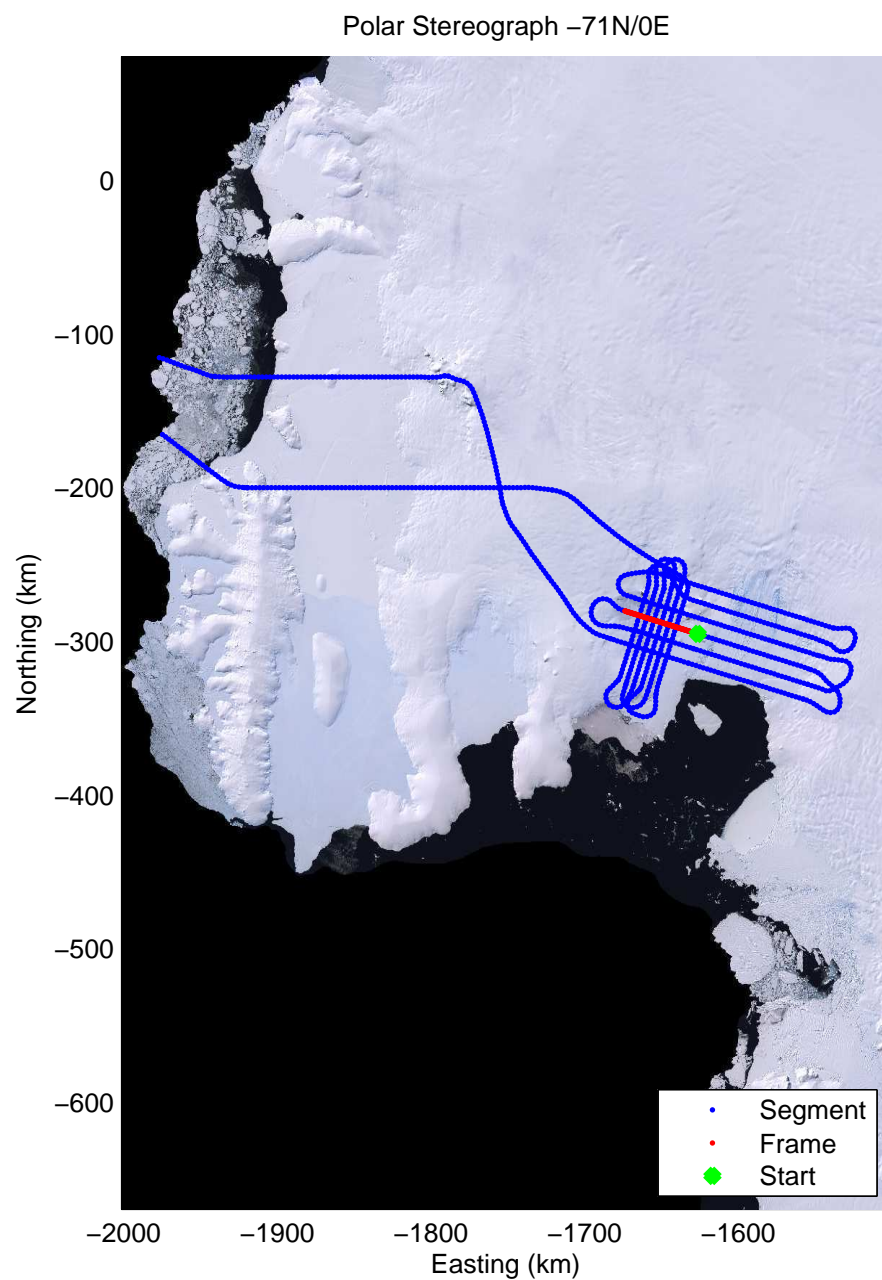 Polar Stereograph −71N/0E
0
−100
−200
−300
−400
−500
−600
Northing (km)
Segment
Frame
Start
−2000 −1900 −1800 −1700 −1600
Easting (km)